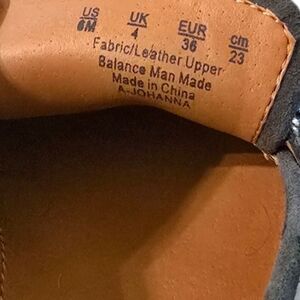 US UK EUR cm
6M 4 36 23
Fabric/Leather Upper
Balance Man Made
Made in China
A-JOHANNA